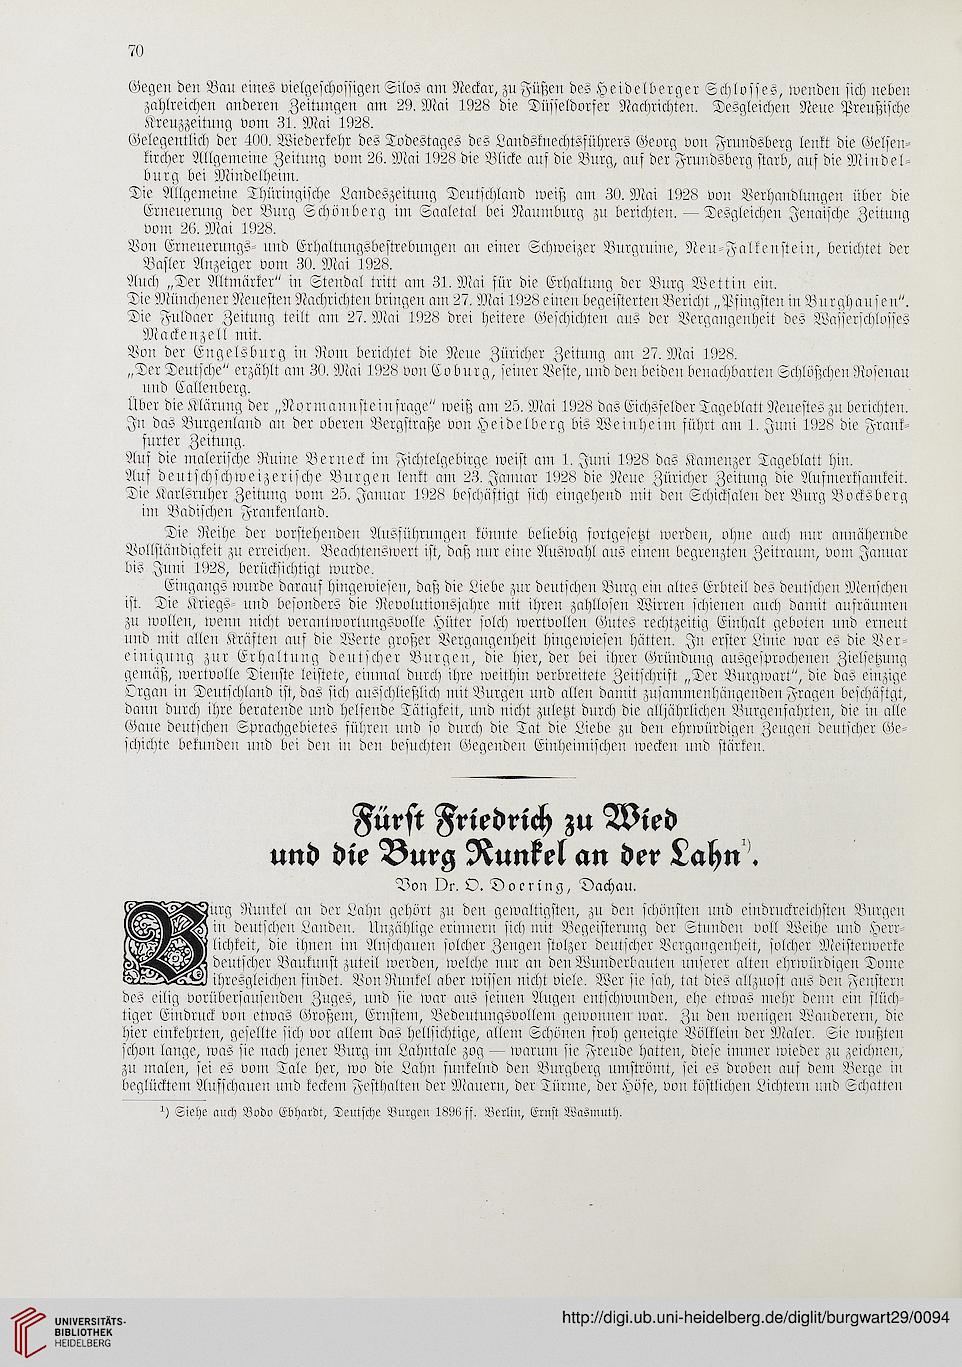 70
Gegen den Bau eines vielgeschossigen Silos am Neckar, zu Füßen des Heidelberger Schlosses, wenden sich neben
zahlreichen anderen Zeitungen am 29. Mai 1928 die Düsseldorfer Nachrichten. Desgleichen Neue Preußische
Kreuzzeitung vom 31. Mai 1928.
Gelegentlich der 400. Wiederkehr des Todestages des Landsknechtsführers Georg von Frundsberg lenkt die Gelsen-
kircher Allgemeine Zeitung vom 26. Mai 1928 die Blicke auf die Burg, auf der Frundsberg starb, auf die Mindel-
burg bei Mindelheim.
Die Allgemeine Thüringische Landeszeitung Deutschland weiß am 30. Mai 1928 von Verhandlungen über die
Erneuerung der Burg Schönberg im Saaletal bei Naumburg zu berichten. — Desgleichen Jenaische Zeitung
vom 26. Mai 1928.
Von Erneuerungs- und Erhaltungsbestrebungen an einer Schweizer Burgruine, Neu-Falkenstein, berichtet der
Basler Anzeiger vom 30. Mai 1928.
Auch „Der Altmärker" in Stendal tritt am 31. Mai für die Erhaltung der Burg Wettin ein.
Die Münchener Neuesten Nachrichten bringen am 27. Mai 1928 einen begeisterten Bericht „Pfingsten in Burghausen".
Die Fuldaer Zeitung teilt am 27. Mai 1928 drei heitere Geschichten aus der Vergangenheit des Wasserschlosses
Mackenzell mit.
Von der Engelsburg in Rom berichtet die Neue Züricher Zeitung am 27. Mai 1928.
„Der Deutsche" erzählt am 30. Mai 1928 von Coburg, seiner Veste, und den beiden benachbarten Schlößchen Rosenau
und Callenberg.
Über die Klärung der „Normannsteinfrage" weiß am 25. Mai 1928 das Eichsfelder Tageblatt Neuestes zu berichten.
In das Burgenland an der oberen Bergstraße von Heidelberg bis Weinheim führt am 1. Juni 1928 die Frank-
furter Zeitung.
Auf die malerische Ruine Berneck im Fichtelgebirge weist am 1. Juni 1928 das Kamenzer Tageblatt hin.
Auf deutschschweizerische Burgen lenkt am 23. Januar 1928 die Neue Züricher Zeitung die Aufmerksamkeit.
Die Karlsruher Zeitung vom 25. Januar 1928 beschäftigt sich eingehend mit den Schicksalen der Burg Bocksberg
im Badischen Frankenland.
Die Reihe der vorstehenden Ausführungen könnte beliebig fortgesetzt werden, ohne auch nur annähernde
Vollständigkeit zu erreichen. Beachtenswert ist, daß nur eine Auswahl aus einem begrenzten Zeitraum, vom Januar
bis Juni 1928, berücksichtigt wurde.
Eingangs wurde darauf hingewiesen, daß die Liebe zur deutschen Burg ein altes Erbteil des deutschen Menschen
ist. Die Kriegs- und besonders die Revolutionsjahre mit ihren zahllosen Wirren schienen auch damit aufräumen
zu wollen, wenn nicht verantwortungsvolle Hüter solch wertvollen Gutes rechtzeitig Einhalt geboten und erneut
und mit allen Kräften auf die Werte großer Vergangenheit hingewiesen hätten. In erster Linie war es die Ver-
einigung zur Erhaltung deutscher Burgen, die hier, der bei ihrer Gründung ausgesprochenen Zielsetzung
gemäß, wertvolle Dienste leistete, einmal durch ihre weithin verbreitete Zeitschrift „Der Burgwart", die das einzige
Organ in Deutschland ist, das sich ausschließlich mit Burgen und allen damit zusammenhängenden Fragen beschäftgt,
dann durch ihre beratende und helfende Tätigkeit, und nicht zuletzt durch die alljährlichen Burgenfahrten, die in alle
Gaue deutschen Sprachgebietes führen und so durch die Tat die Liebe zu den ehrwürdigen Zeugen deutscher Ge-
schichte bekunden und bei den in den besuchten Gegenden Einheimischen wecken und stärken.
Fürst Friedrich zu Wied
und die Burg Runkel an der Lahn¹).
Von Dr. O. Doering, Dachau.
Burg Runkel an der Lahn gehört zu den gewaltigsten, zu den schönsten und eindruckreichsten Burgen
in deutschen Landen. Unzählige erinnern sich mit Begeisterung der Stunden voll Weihe und Herr-
lichkeit, die ihnen im Anschauen solcher Zeugen stolzer deutscher Vergangenheit, solcher Meisterwerke
deutscher Baukunst zuteil werden, welche nur an den Wunderbauten unserer alten ehrwürdigen Dome
ihresgleichen findet. Von Runkel aber wissen nicht viele. Wer sie sah, tat dies allzuoft aus den Fenstern
des eilig vorübersausenden Zuges, und sie war aus seinen Augen entschwunden, ehe etwas mehr denn ein flüch-
tiger Eindruck von etwas Großem, Ernstem, Bedeutungsvollem gewonnen war. Zu den wenigen Wanderern, die
hier einkehrten, gesellte sich vor allem das hellsichtige, allem Schönen froh geneigte Völklein der Maler. Sie wußten
schon lange, was sie nach jener Burg im Lahntale zog — warum sie Freude hatten, diese immer wieder zu zeichnen,
zu malen, sei es vom Tale her, wo die Lahn funkelnd den Burgberg umströmt, sei es droben auf dem Berge in
beglücktem Aufschauen und keckem Festhalten der Mauern, der Türme, der Höfe, von köstlichen Lichtern und Schatten
¹) Siehe auch Bodo Ebhardt, Deutsche Burgen 1896 ff. Berlin, Ernst Wasmuth.
UNIVERSITÄTS-
BIBLIOTHEK
HEIDELBERG
http://digi.ub.uni-heidelberg.de/diglit/burgwart29/0094